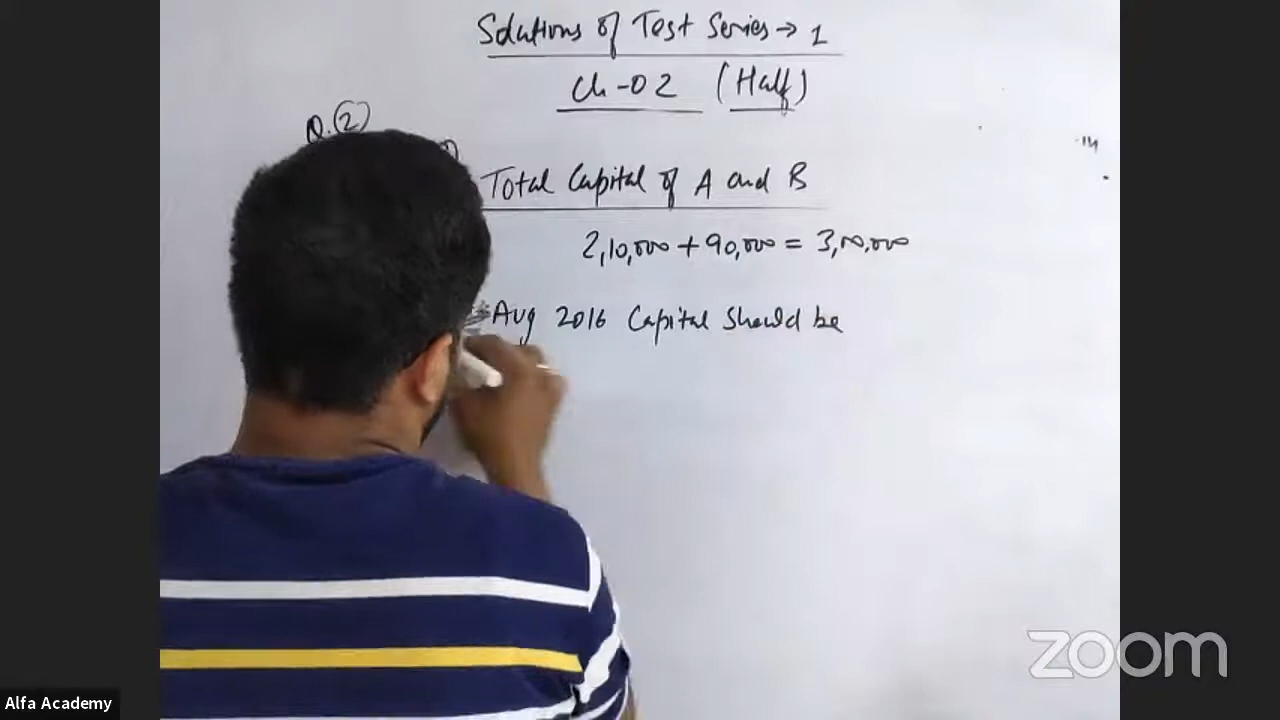 Solutions of Test Series → 1
Ch-02 (Half)
Q.(2)
Total Capital of A and B
2,10,000 + 90,000 = 3,00,000
Aug 2016 Capital Should be
zoom
Alfa Academy